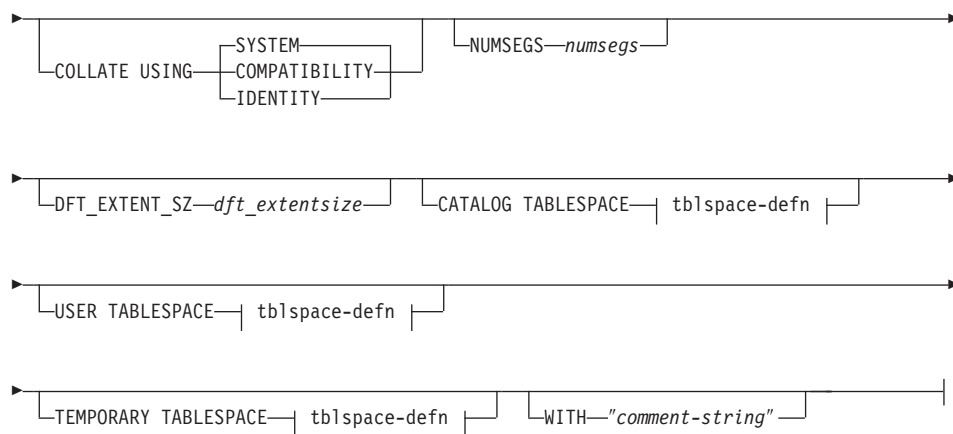 SYSTEM
NUMSEGS numsegs
COLLATE USING COMPATIBILITY
IDENTITY
DFT_EXTENT_SZ dft_extentsize CATALOG TABLESPACE tblspace-defn
USER TABLESPACE tblspace-defn
TEMPORARY TABLESPACE tblspace-defn WITH "comment-string"